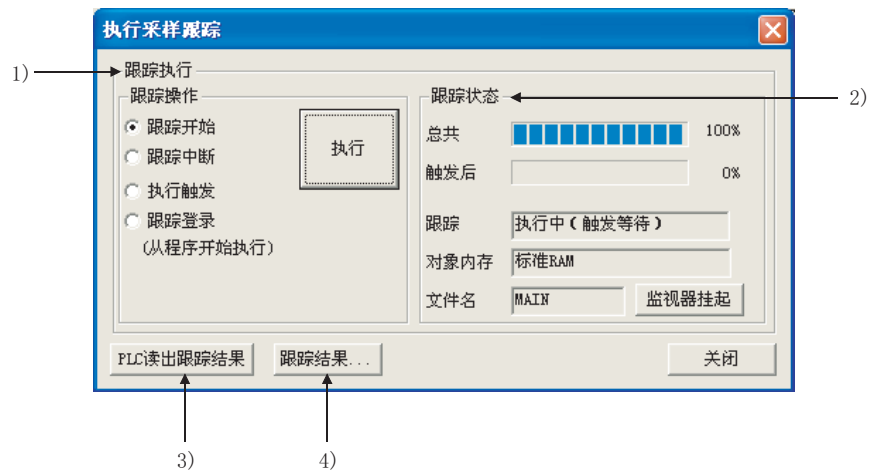 执行采样跟踪
1)
跟踪执行
跟踪操作
跟踪开始
跟踪中断
执行触发
跟踪登录
(从程序开始执行)
执行
跟踪状态
2)
总共 100%
触发后 0%
跟踪 执行中(触发等待)
对象内存 标准RAM
文件名 MAIN 监视器挂起
PLC读出跟踪结果 跟踪结果... 关闭
3) 4)